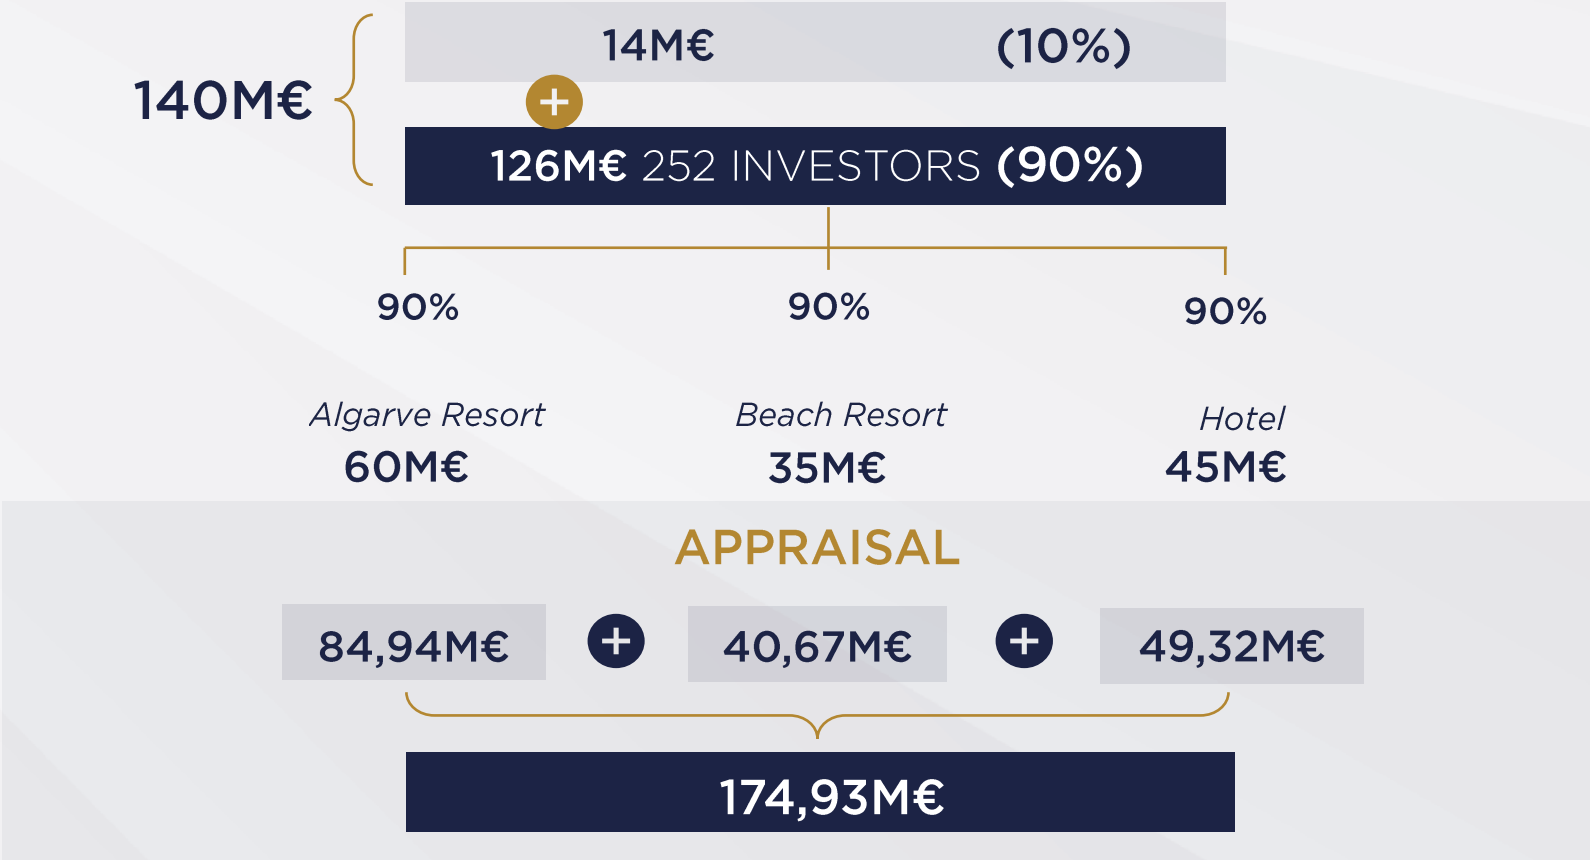 14M€ (10%)
140M€
+
126M€ 252 INVESTORS (90%)
90% 90% 90%
Algarve Resort Beach Resort Hotel
60M€ 35M€ 45M€
APPRAISAL
84,94M€ + 40,67M€ + 49,32M€
174,93M€